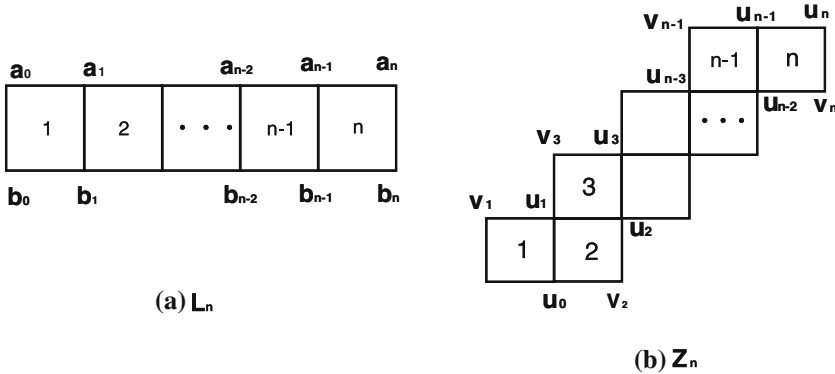 a₀ a₁ aₙ₋₂ aₙ₋₁ aₙ
1 2 • • • n-1 n
b₀ b₁ bₙ₋₂ bₙ₋₁ bₙ
(a) Lₙ
vₙ₋₁ uₙ₋₁ uₙ
n-1 n
uₙ₋₃ uₙ₋₂ vₙ
• • •
v₃ u₃
3
v₁ u₁ u₂
1 2
u₀ v₂
(b) Zₙ